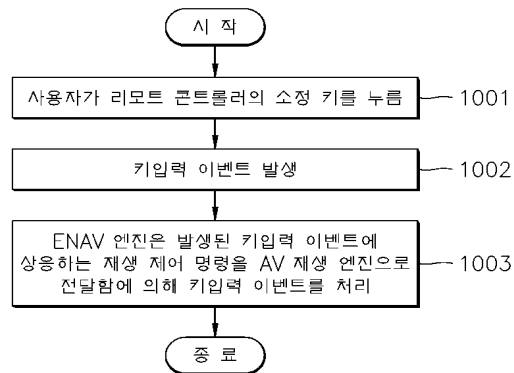 시 작
사용자가 리모트 콘트롤러의 소정 키를 누름
1001
키입력 이벤트 발생
1002
ENAV 엔진은 발생된 키입력 이벤트에
상응하는 재생 제어 명령을 AV 재생 엔진으로
전달함에 의해 키입력 이벤트를 처리
1003
종 료